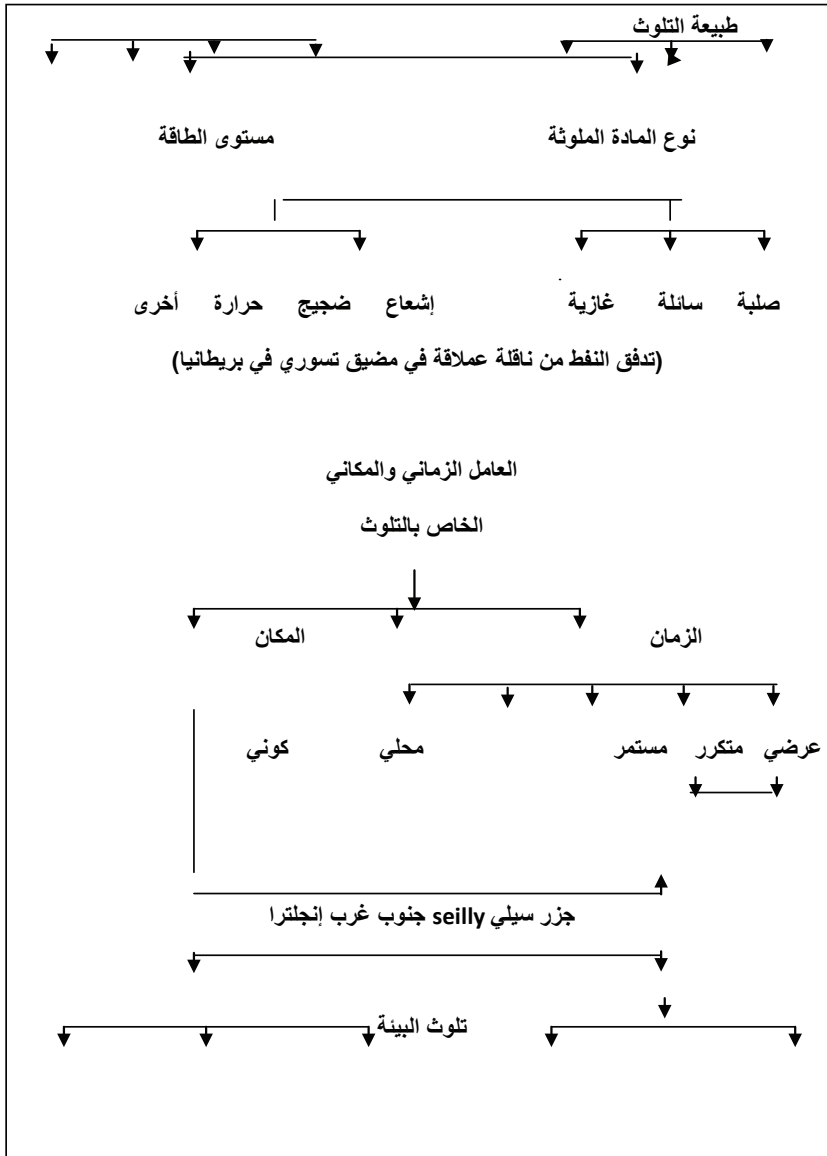 طبيعة التلوث
نوع المادة الملوثة مستوى الطاقة
صلبة سائلة غازية إشعاع ضجيج حرارة أخرى
(تدفق النفط من ناقلة عملاقة في مضيق تسوري في بريطانيا)
العامل الزماني والمكاني
الخاص بالتلوث
الزمان المكان
عرضي متكرر مستمر محلي كوني
جزر سيلي seilly جنوب غرب إنجلترا
تلوث البيئة